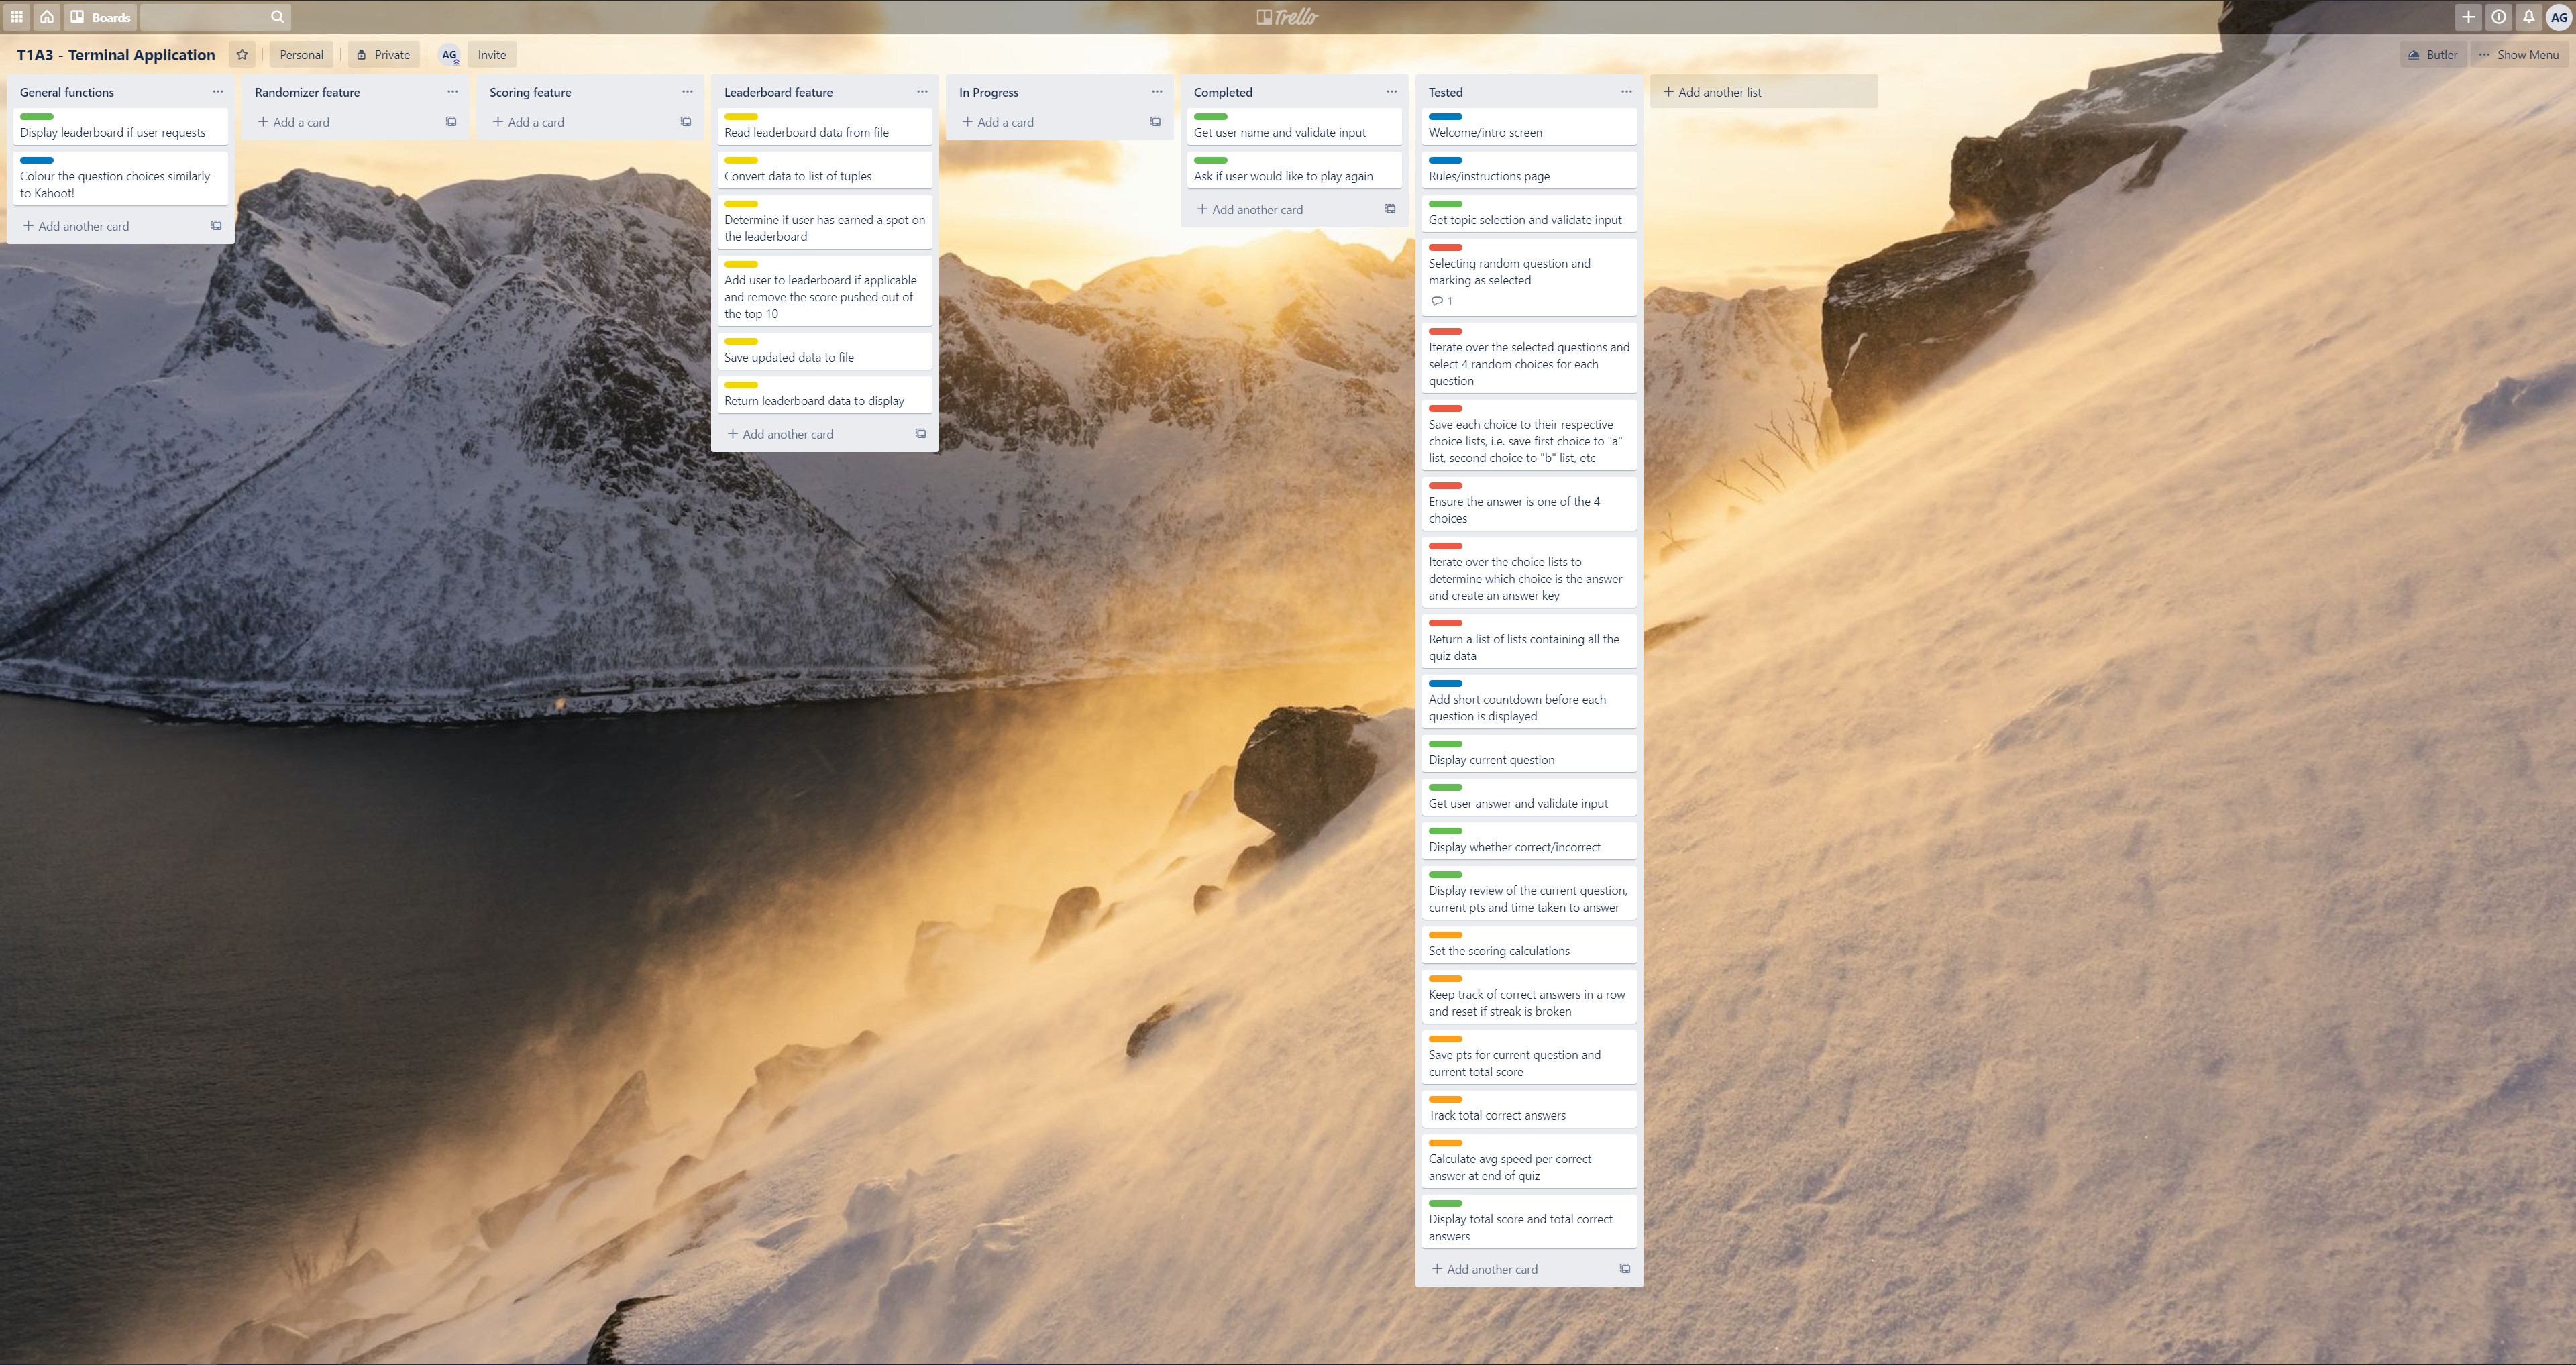 Boards
Trello
AG
T1A3 - Terminal Application
Personal
Private
AG
Invite
Butler
Show Menu
General functions
Display leaderboard if user requests
Colour the question choices similarly
to Kahoot!
Add another card
Randomizer feature
Add a card
Scoring feature
Add a card
Leaderboard feature
Read leaderboard data from file
Convert data to list of tuples
Determine if user has earned a spot on
the leaderboard
Add user to leaderboard if applicable
and remove the score pushed out of
the top 10
Save updated data to file
Return leaderboard data to display
Add another card
In Progress
Add a card
Completed
Get user name and validate input
Ask if user would like to play again
Add another card
Tested
Welcome/intro screen
Rules/instructions page
Get topic selection and validate input
Selecting random question and
marking as selected
1
Iterate over the selected questions and
select 4 random choices for each
question
Save each choice to their respective
choice lists, i.e. save first choice to "a"
list, second choice to "b" list, etc
Ensure the answer is one of the 4
choices
Iterate over the choice lists to
determine which choice is the answer
and create an answer key
Return a list of lists containing all the
quiz data
Add short countdown before each
question is displayed
Display current question
Get user answer and validate input
Display whether correct/incorrect
Display review of the current question,
current pts and time taken to answer
Set the scoring calculations
Keep track of correct answers in a row
and reset if streak is broken
Save pts for current question and
current total score
Track total correct answers
Calculate avg speed per correct
answer at end of quiz
Display total score and total correct
answers
Add another card
Add another list